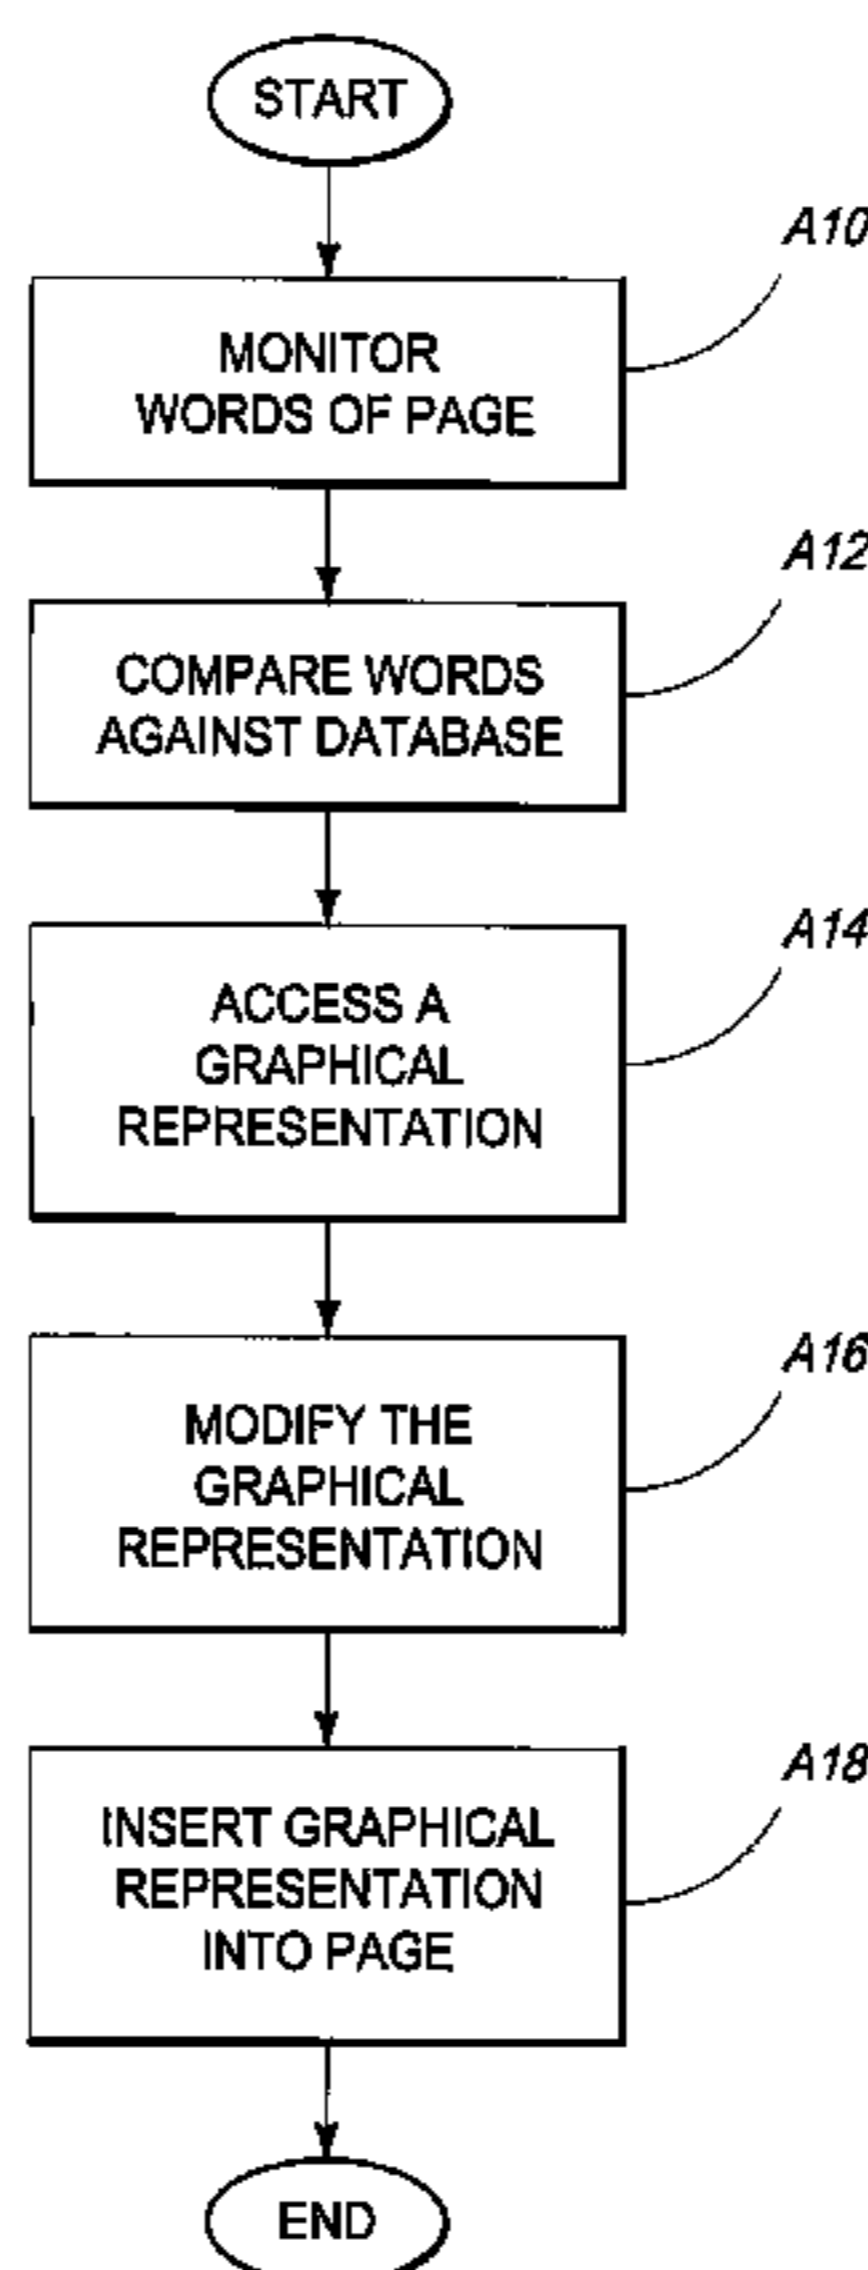 START
A10
MONITOR
WORDS OF PAGE
A12
COMPARE WORDS
AGAINST DATABASE
A14
ACCESS A
GRAPHICAL
REPRESENTATION
A16
MODIFY THE
GRAPHICAL
REPRESENTATION
A18
INSERT GRAPHICAL
REPRESENTATION
INTO PAGE
END